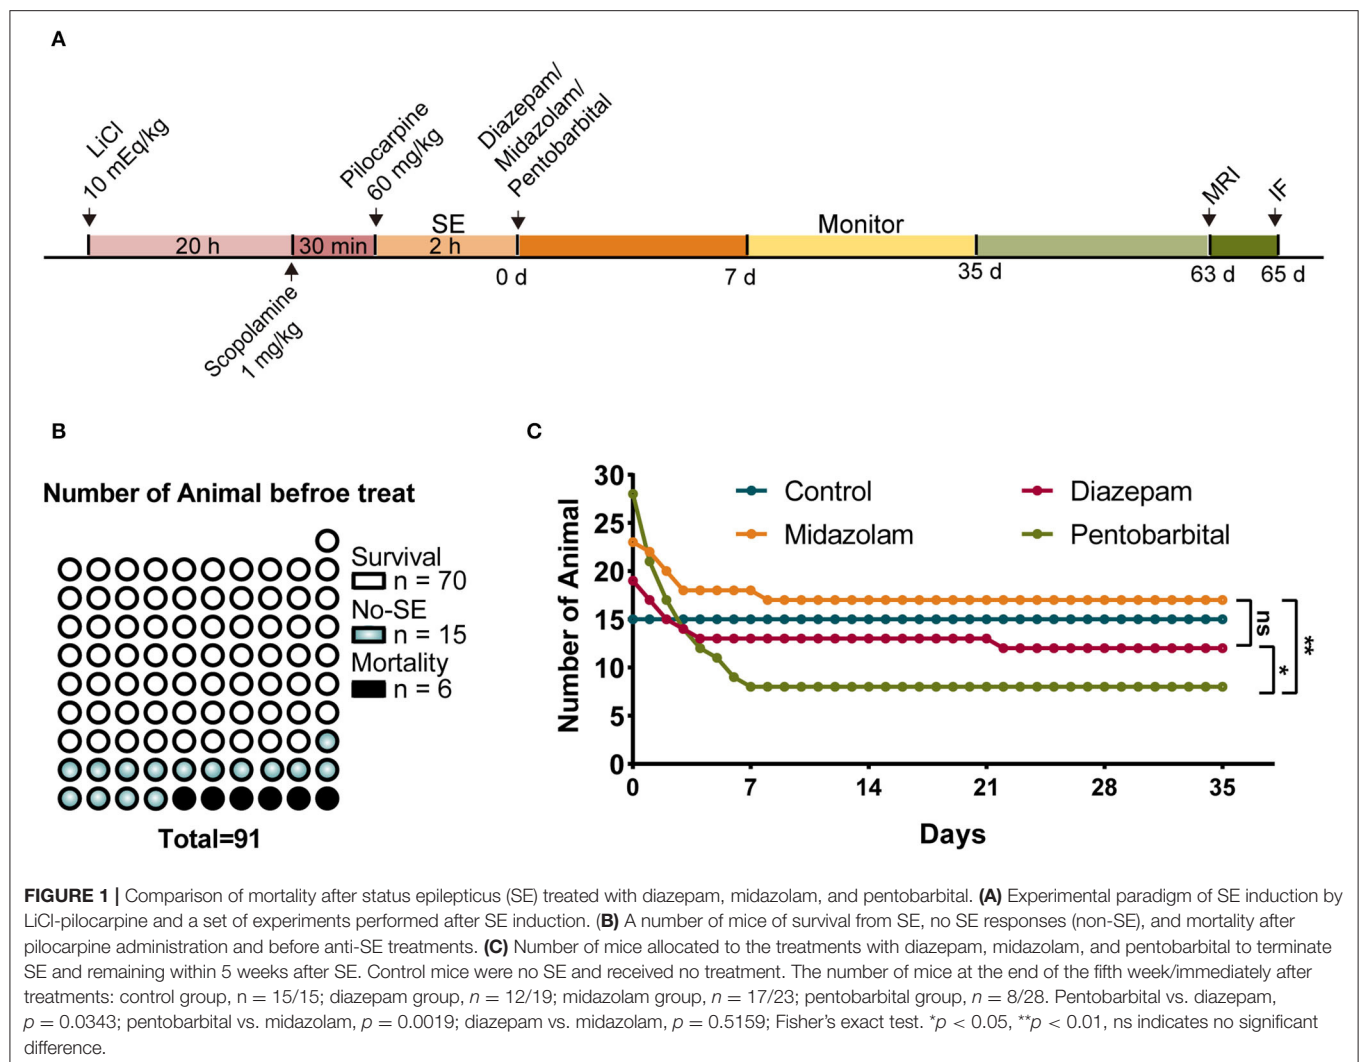 A
LiCl
10 mEq/kg
Pilocarpine
60 mg/kg
Diazepam/
Midazolam/
Pentobarbital
MRI
IF
SE
Monitor
20 h
30 min
2 h
0 d
7 d
35 d
63 d
65 d
Scopolamine
1 mg/kg
B
Number of Animal befroe treat
Survival
n = 70
No-SE
n = 15
Mortality
n = 6
Total=91
C
Number of Animal
30
25
20
15
10
5
0
Control
Diazepam
Midazolam
Pentobarbital
ns
*
**
0
7
14
21
28
35
Days
FIGURE 1 | Comparison of mortality after status epilepticus (SE) treated with diazepam, midazolam, and pentobarbital. (A) Experimental paradigm of SE induction by
LiCl-pilocarpine and a set of experiments performed after SE induction. (B) A number of mice of survival from SE, no SE responses (non-SE), and mortality after
pilocarpine administration and before anti-SE treatments. (C) Number of mice allocated to the treatments with diazepam, midazolam, and pentobarbital to terminate
SE and remaining within 5 weeks after SE. Control mice were no SE and received no treatment. The number of mice at the end of the fifth week/immediately after
treatments: control group, n = 15/15; diazepam group, n = 12/19; midazolam group, n = 17/23; pentobarbital group, n = 8/28. Pentobarbital vs. diazepam,
p = 0.0343; pentobarbital vs. midazolam, p = 0.0019; diazepam vs. midazolam, p = 0.5159; Fisher's exact test. *p < 0.05, **p < 0.01, ns indicates no significant
difference.